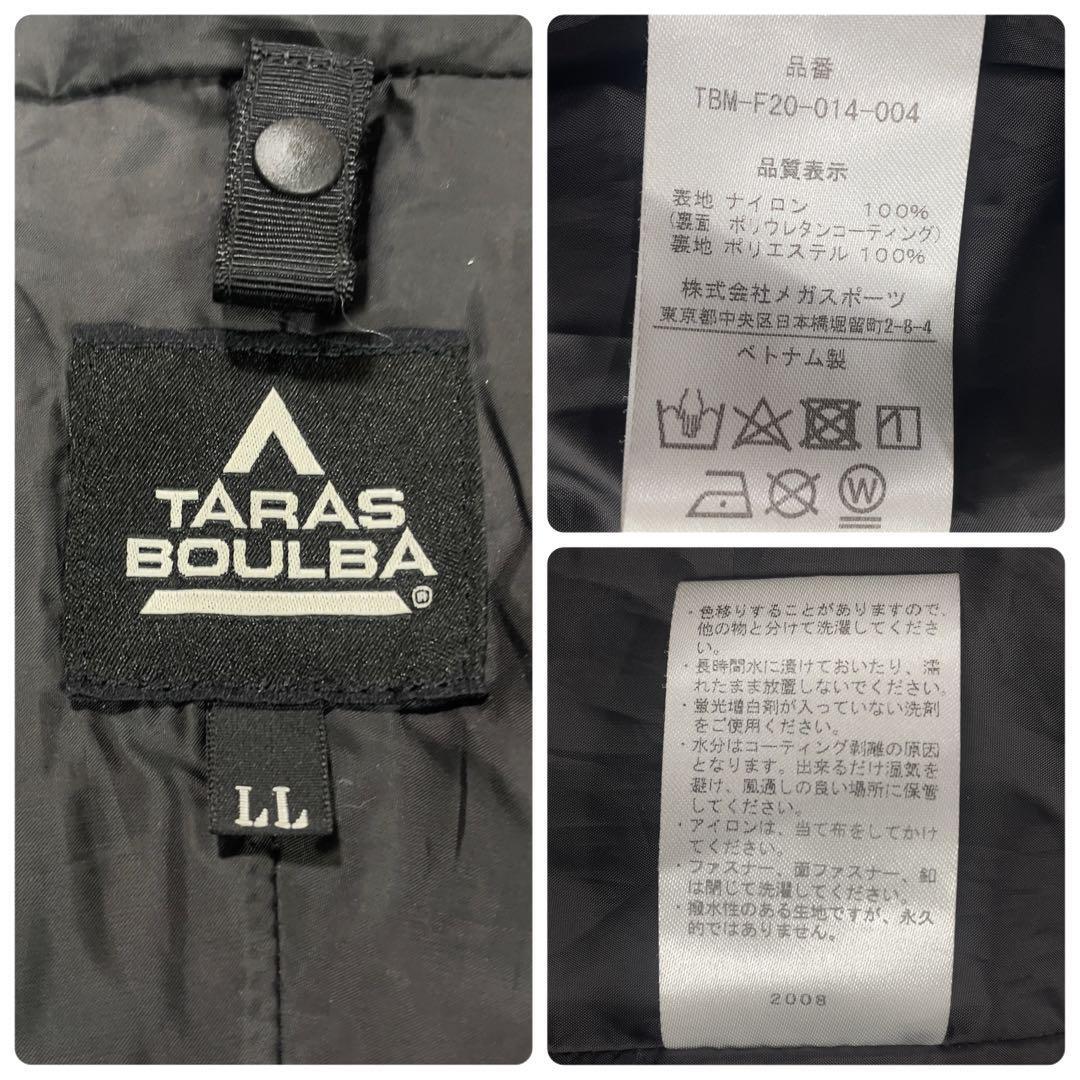 TARAS
BOULBA
®
LL
品番
TBM-F20-014-004
品質表示
表地 ナイロン 100%
(裏面 ポリウレタンコーティング)
裏地 ポリエステル 100%
株式会社メガスポーツ
東京都中央区日本橋堀留町2-8-4
ベトナム製
W
・色移りすることがありますので、
他の物と分けて洗濯してくださ
い。
・長時間水に漬けておいたり、濡
れたまま放置しないでください。
・蛍光増白剤が入っていない洗剤
をご使用ください。
・水分はコーティング剥離の原因
となります。出来るだけ湿気を
避け、風通しの良い場所に保管
してください。
・アイロンは、当て布をしてかけ
てください。
・ファスナー、面ファスナー、釦
は閉じて洗濯してください。
・撥水性のある生地ですが、永久
的ではありません。
2008